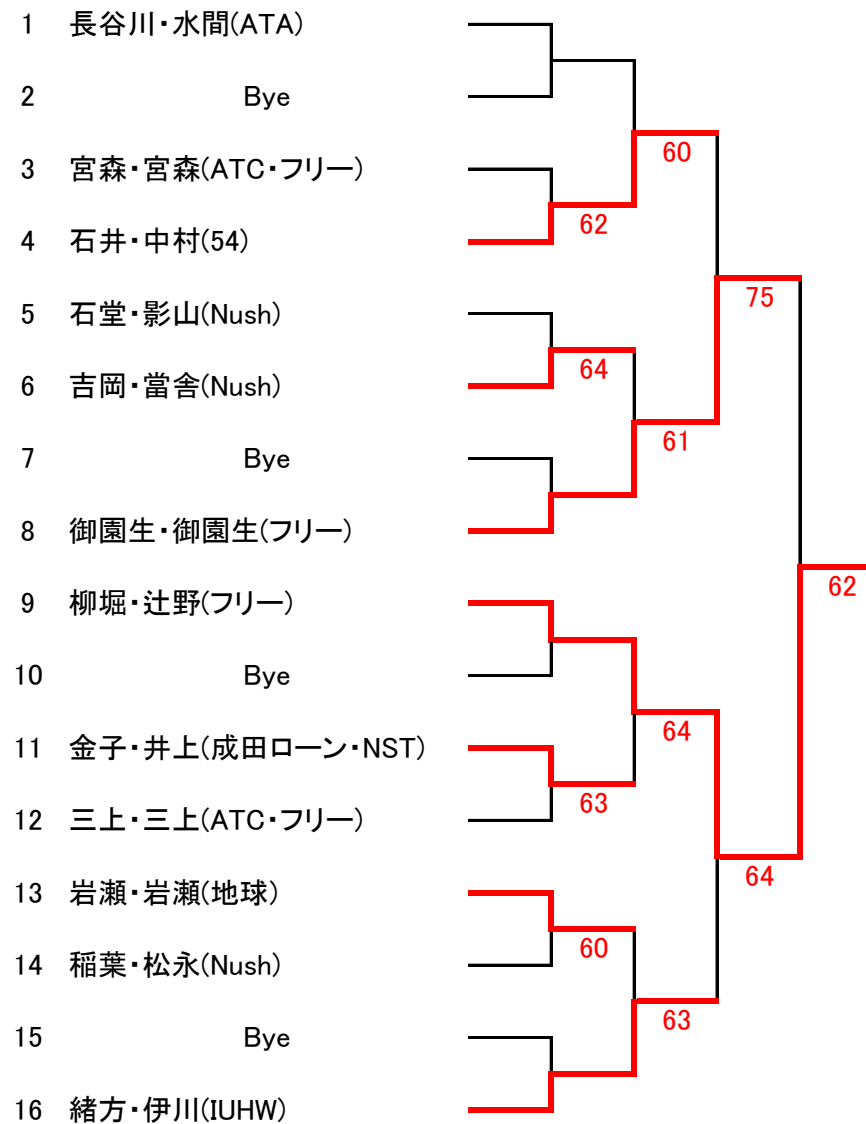 1 長谷川・水間(ATA)
2 Bye
60
3 宮森・宮森(ATC・フリー)
62
4 石井・中村(54)
75
5 石堂・影山(Nush)
64
6 吉岡・當舎(Nush)
61
7 Bye
8 御園生・御園生(フリー)
62
9 柳堀・辻野(フリー)
10 Bye
64
11 金子・井上(成田ローン・NST)
63
12 三上・三上(ATC・フリー)
64
13 岩瀬・岩瀬(地球)
60
14 稲葉・松永(Nush)
63
15 Bye
16 緒方・伊川(IUHW)